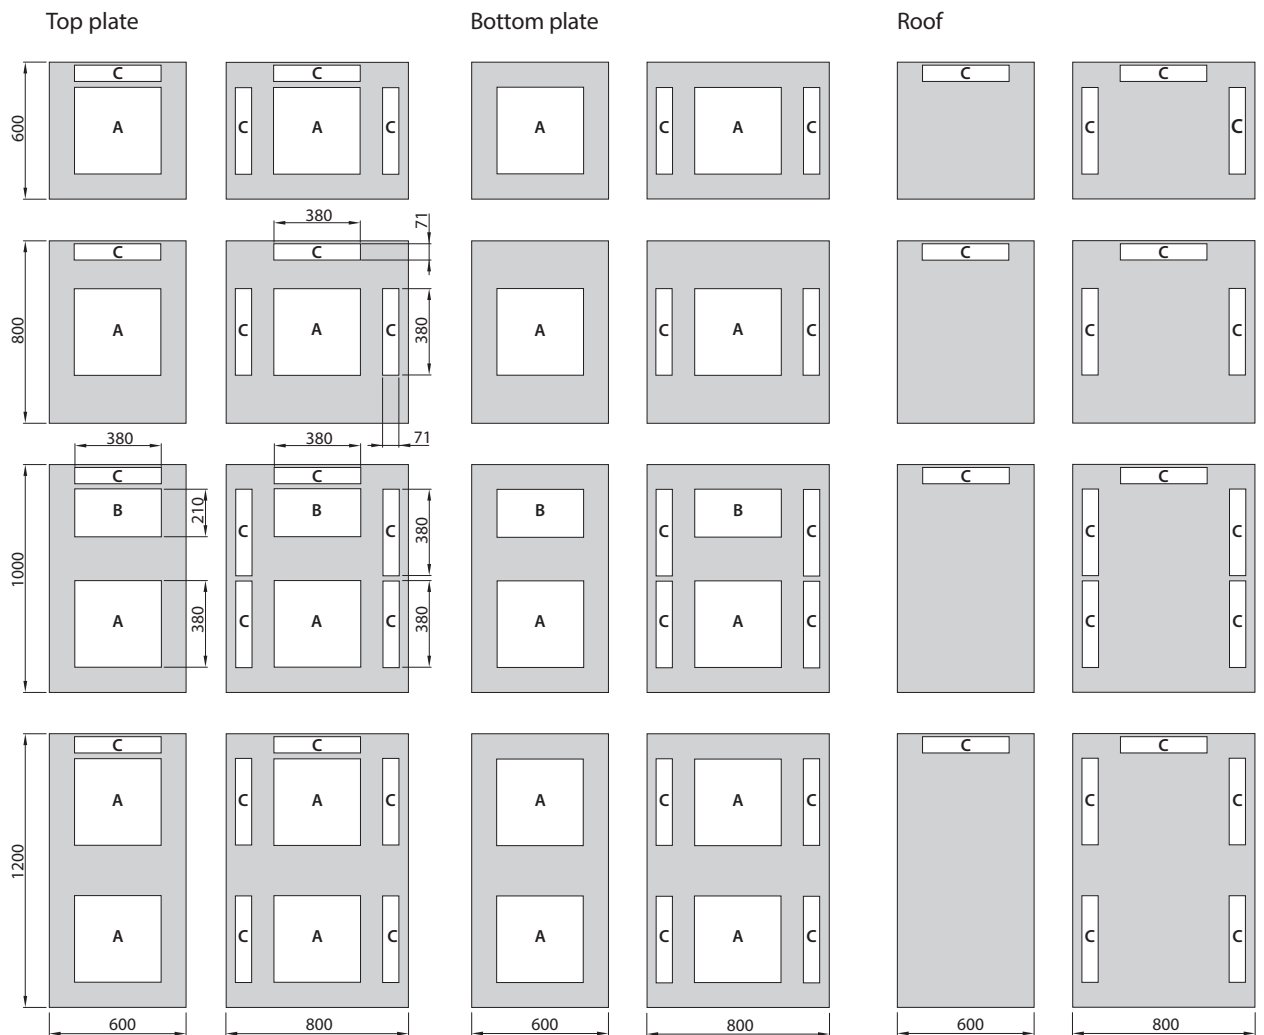 Top plate Bottom plate Roof
C C C C
600 A C A C A C A C C C
380 71
C C C C
800 A C A C 380 A C A C C C
380 380 71
C C C C
B 210 C B C 380 B C B C C C
1000
A 380 C A C 380 A C A C C C
C C C C
A C A C A C A C C C
1200
A C A C A C A C C C
600 800 600 800 600 800